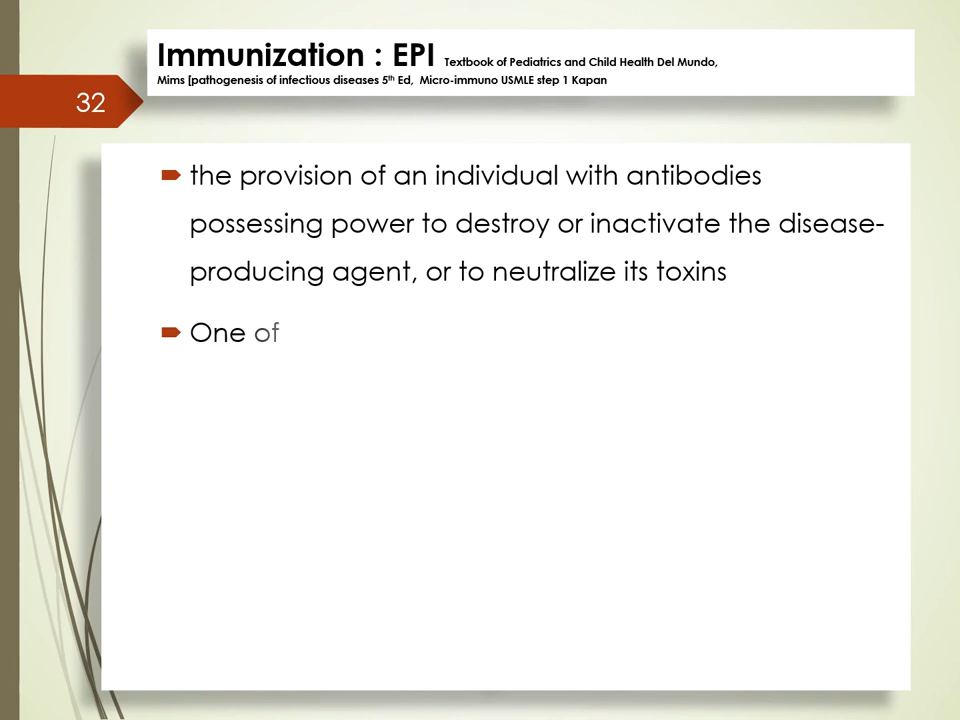 Immunization : EPI Textbook of Pediatrics and Child Health Del Mundo,
Mims [pathogenesis of infectious diseases 5th Ed, Micro-immuno USMLE step 1 Kapan
32
the provision of an individual with antibodies
possessing power to destroy or inactivate the disease-
producing agent, or to neutralize its toxins
One of